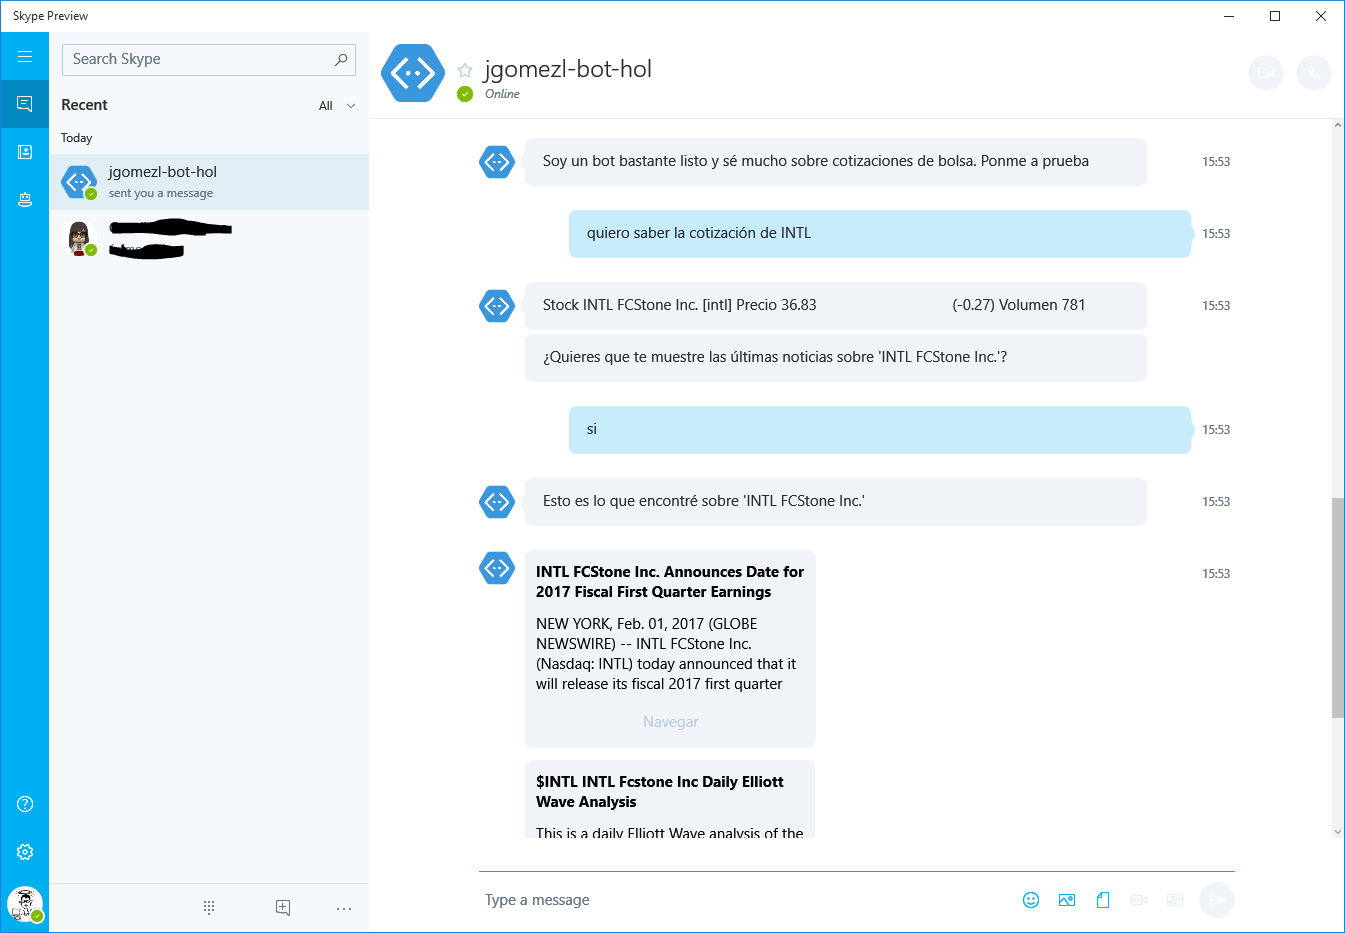 Skype Preview
Search Skype
Recent
All
Today
jgomezl-bot-hol
sent you a message
jgomezl-bot-hol
Online
Soy un bot bastante listo y sé mucho sobre cotizaciones de bolsa. Ponme a prueba
15:53
quiero saber la cotización de INTL
15:53
Stock INTL FCStone Inc. [intl] Precio 36.83 (-0.27) Volumen 781
15:53
¿Quieres que te muestre las últimas noticias sobre 'INTL FCStone Inc.'?
si
15:53
Esto es lo que encontré sobre 'INTL FCStone Inc.'
15:53
INTL FCStone Inc. Announces Date for
2017 Fiscal First Quarter Earnings
15:53
NEW YORK, Feb. 01, 2017 (GLOBE
NEWSWIRE) -- INTL FCStone Inc.
(Nasdaq: INTL) today announced that it
will release its fiscal 2017 first quarter
Navegar
$INTL INTL Fcstone Inc Daily Elliott
Wave Analysis
This is a daily Elliott Wave analysis of the
Type a message